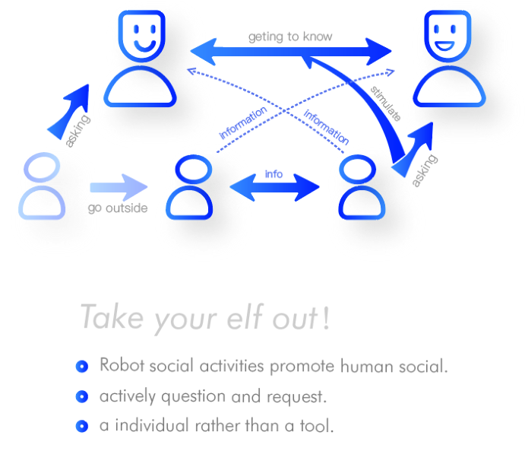 geting to know
stimulate
asking
information
information
asking
info
go outside
Take your elf out!
Robot social activities promote human social.
actively question and request.
a individual rather than a tool.